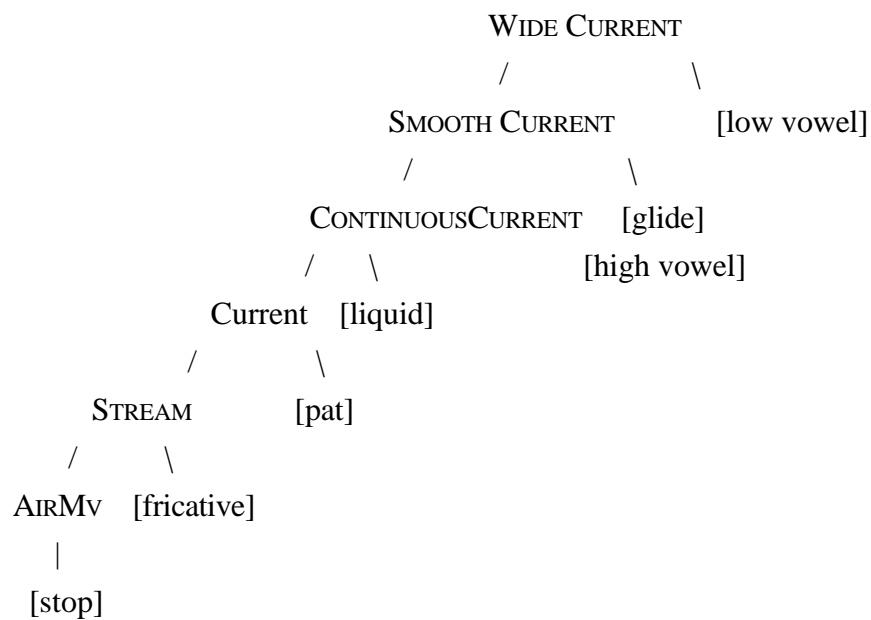 WIDE CURRENT
/ \
SMOOTH CURRENT [low vowel]
/ \
CONTINUOUSCURRENT [glide]
/ \ [high vowel]
Current [liquid]
/ \
STREAM [pat]
/ \
AIRMV [fricative]
|
[stop]